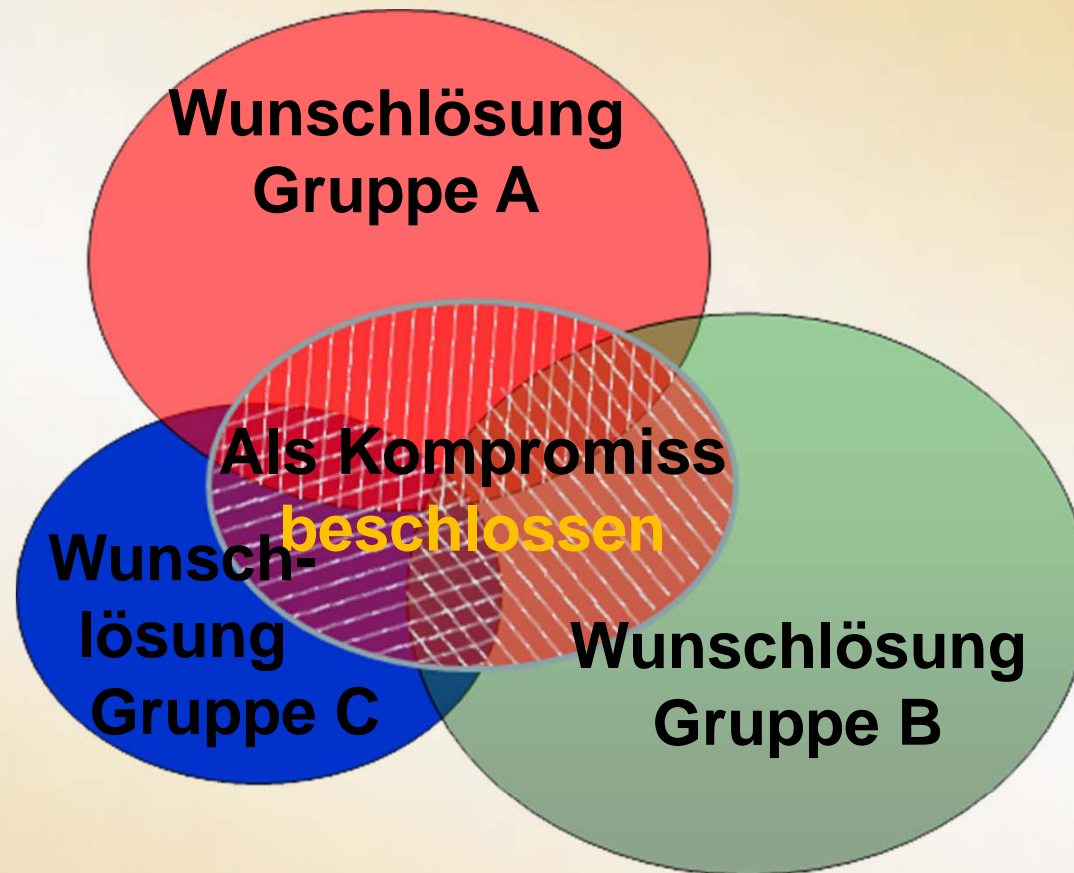 Wunschlösung
Gruppe A
Als Kompromiss
beschlossen
Wunsch-
lösung
Gruppe C
Wunschlösung
Gruppe B